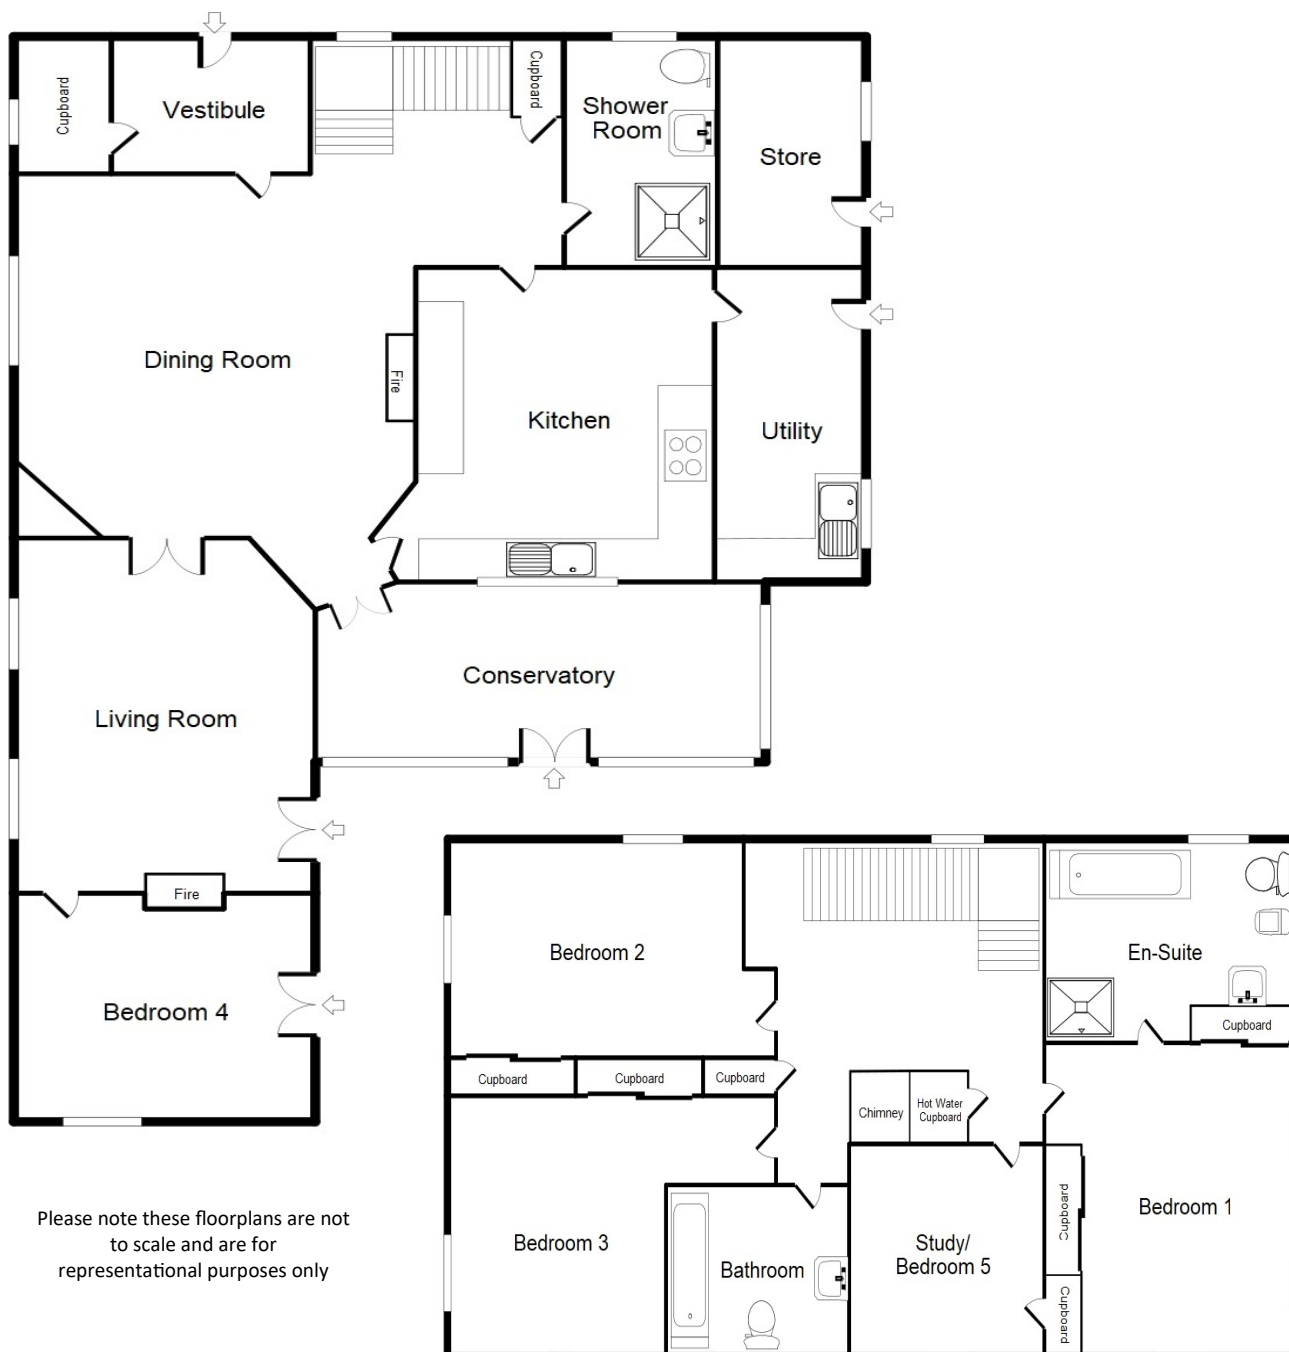 Cupboard
Vestibule
Cupboard
Shower
Room
Store
Dining Room
Fire
Kitchen
Utility
Conservatory
Living Room
Fire
Bedroom 4
Bedroom 2
En-Suite
Cupboard
Cupboard
Cupboard
Cupboard
Chimney
Hot Water
Cupboard
Bedroom 3
Bathroom
Study/
Bedroom 5
Cupboard
Cupboard
Bedroom 1
Please note these floorplans are not
to scale and are for
representational purposes only